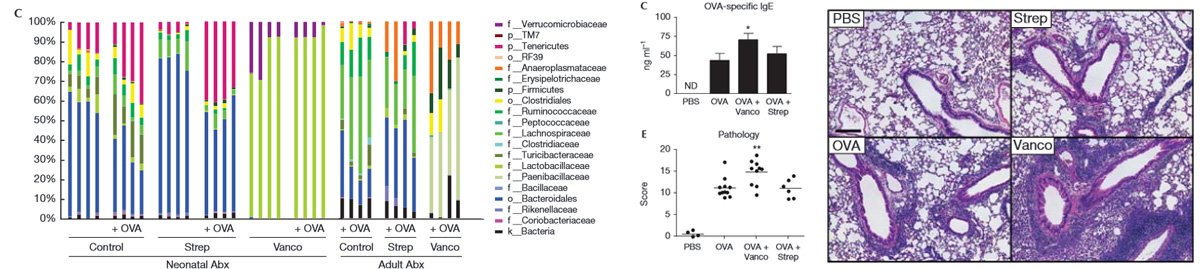 C
100%
90%
80%
70%
60%
50%
40%
30%
20%
10%
0%
+ OVA
+ OVA
+ OVA
+ OVA
+ OVA
+ OVA
Control
Strep
Vanco
Control
Strep
Vanco
Neonatal Abx
Adult Abx
f__Verrucomicrobiaceae
p__TM7
p__Tenericutes
o__RF39
f__Anaeroplasmataceae
f__Erysipelotrichaceae
p__Firmicutes
o__Clostridiales
f__Ruminococcaceae
f__Peptococcaceae
f__Lachnospiraceae
f__Clostridiaceae
f__Turicibacteraceae
f__Lactobacillaceae
f__Paenibacillaceae
f__Bacillaceae
o__Bacteroidales
f__Rikenellaceae
f__Coriobacteriaceae
k__Bacteria
C
OVA-specific IgE
ng ml⁻¹
100
75
50
25
0
ND
*
PBS
OVA
OVA +
Vanco
OVA +
Strep
E
Pathology
Score
20
15
10
5
0
**
PBS
OVA
OVA +
Vanco
OVA +
Strep
PBS
Strep
OVA
Vanco